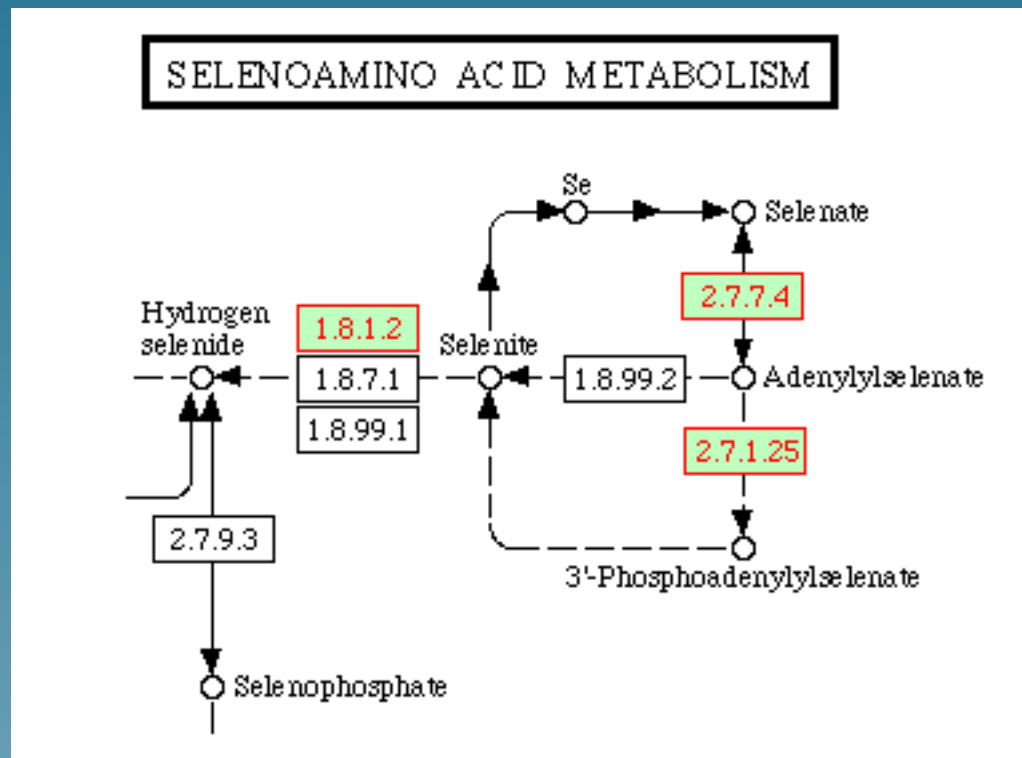 SELENOAMINO ACID METABOLISM
Se
Selenate
2.7.7.4
Hydrogen
selenide
1.8.1.2
Selenite
1.8.7.1
1.8.99.2
Adenylylselenate
1.8.99.1
2.7.1.25
2.7.9.3
3'-Phosphoadenylylselenate
Selenophosphate